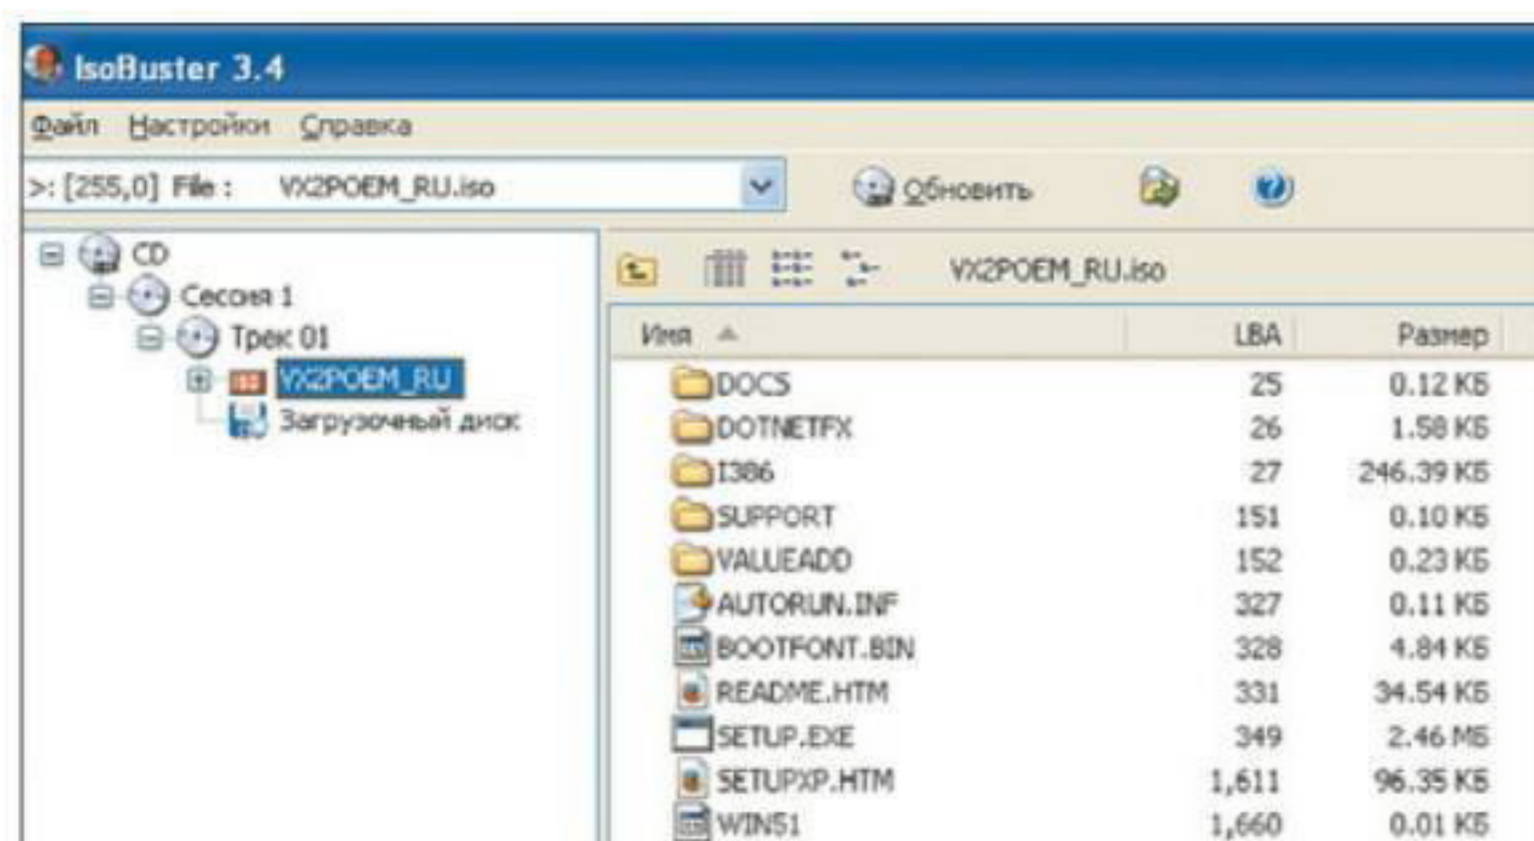 IsoBuster 3.4
Файл Настройки Справка
>: [255,0] File : VX2POEM_RU.iso Обновить
CD
Сессия 1
Трек 01
VX2POEM_RU
Загрузочный диск
VX2POEM_RU.iso
Имя LBA Размер
DOCS 25 0.12 КБ
DOTNETFX 26 1.58 КБ
I386 27 246.39 КБ
SUPPORT 151 0.10 КБ
VALUEADD 152 0.23 КБ
AUTORUN.INF 327 0.11 КБ
BOOTFONT.BIN 328 4.84 КБ
README.HTM 331 34.54 КБ
SETUP.EXE 349 2.46 МБ
SETUPXP.HTM 1,611 96.35 КБ
WIN51 1,660 0.01 КБ